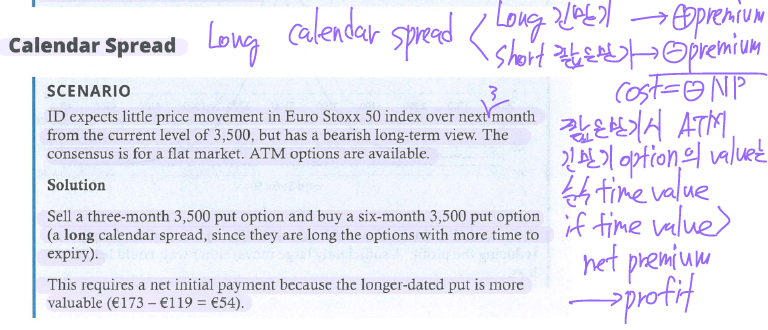 Calendar Spread
Long calendar spread < Long 긴만기 → ⊕premium
Short 짧은만기 → ⊖premium
cost = ⊖ NP
SCENARIO
3
ID expects little price movement in Euro Stoxx 50 index over next month
from the current level of 3,500, but has a bearish long-term view. The
consensus is for a flat market. ATM options are available.
Solution
Sell a three-month 3,500 put option and buy a six-month 3,500 put option
(a long calendar spread, since they are long the options with more time to
expiry).
This requires a net initial payment because the longer-dated put is more
valuable (€173 – €119 = €54).
짧은만기시 ATM
긴만기 option의 value는
순수 time value
if time value >
net premium
→ profit